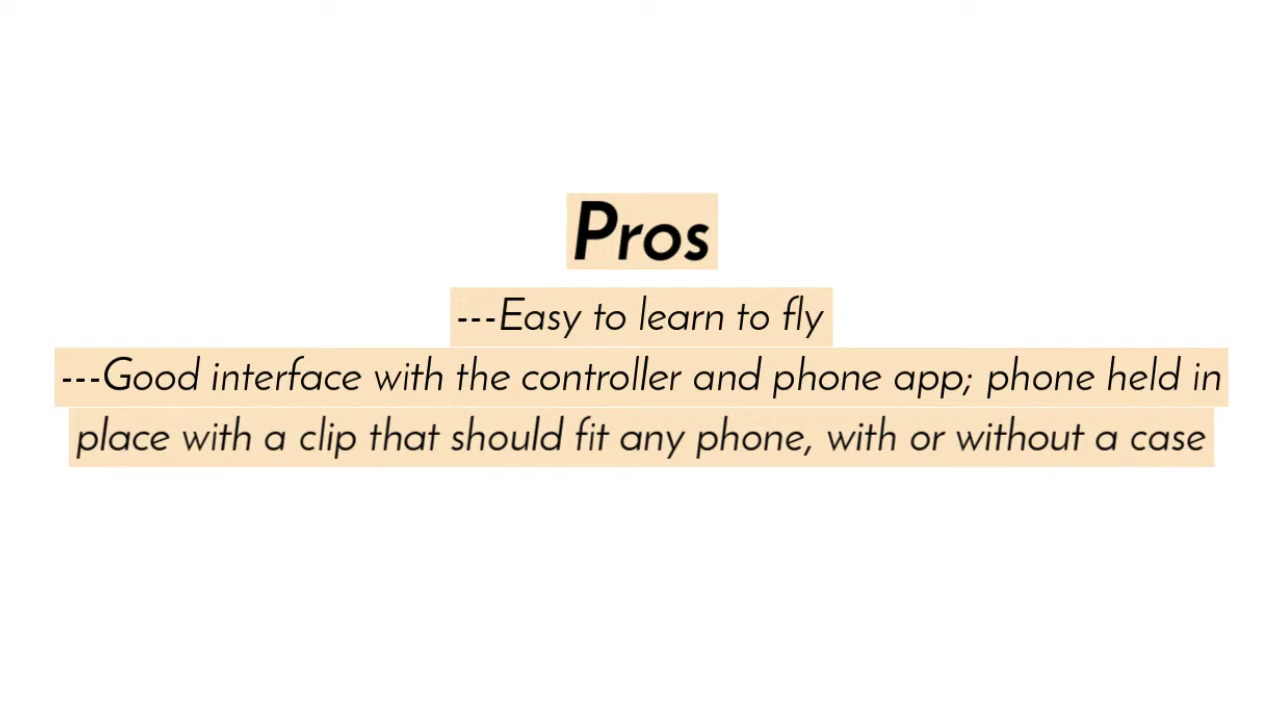 Pros
---Easy to learn to fly
---Good interface with the controller and phone app; phone held in
place with a clip that should fit any phone, with or without a case